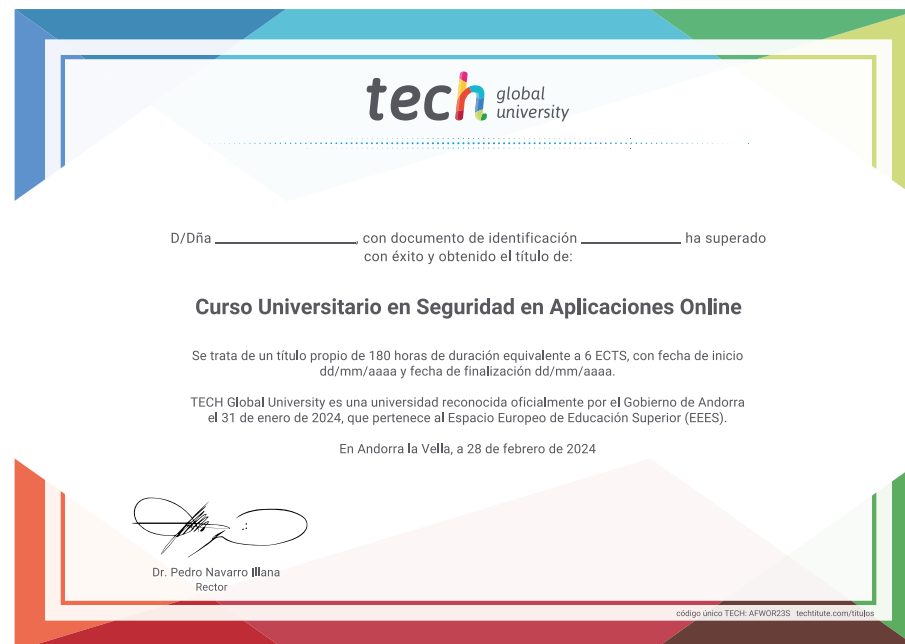 tech global
university
D/Dña ____________________, con documento de identificación ______________ ha superado
con éxito y obtenido el título de:
Curso Universitario en Seguridad en Aplicaciones Online
Se trata de un título propio de 180 horas de duración equivalente a 6 ECTS, con fecha de inicio
dd/mm/aaaa y fecha de finalización dd/mm/aaaa.
TECH Global University es una universidad reconocida oficialmente por el Gobierno de Andorra
el 31 de enero de 2024, que pertenece al Espacio Europeo de Educación Superior (EEES).
En Andorra la Vella, a 28 de febrero de 2024
Dr. Pedro Navarro Illana
Rector
código único TECH: AFWOR23S techtitute.com/titulos